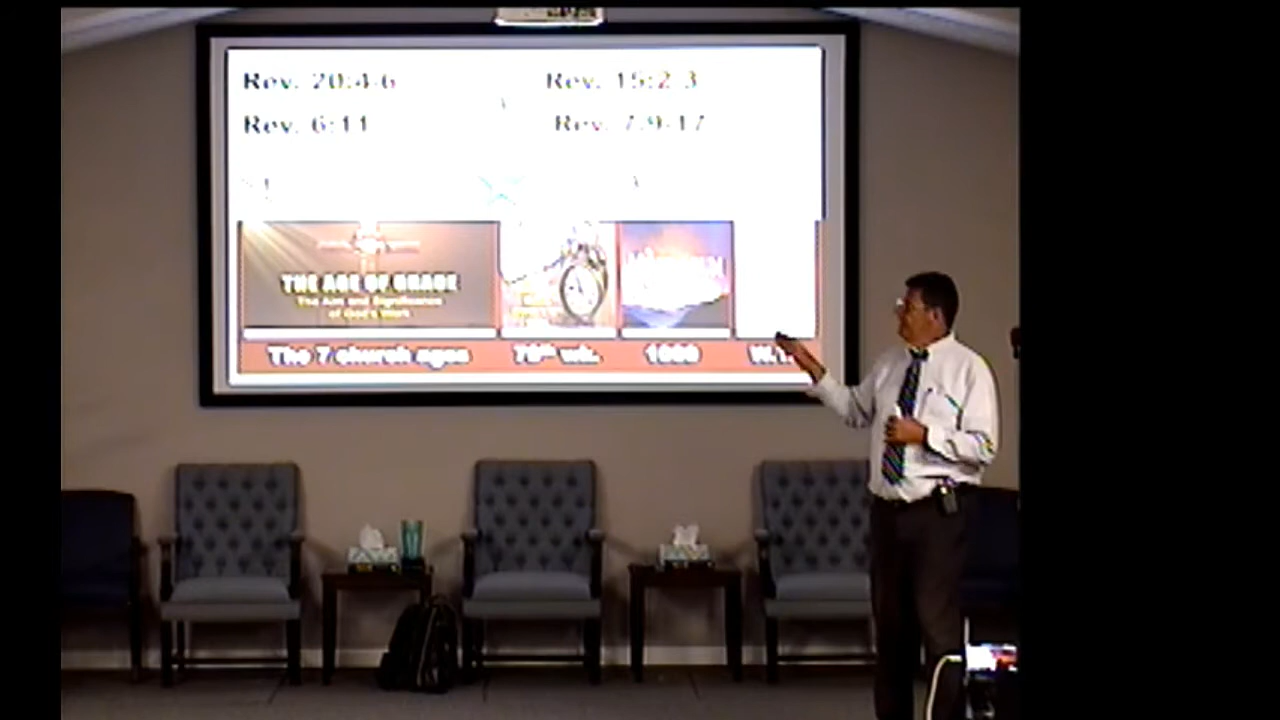 Rev. 20:4-6
Rev. 15:2-3
Rev. 6:11
Rev. 7:9-17
THE AGE OF GRACE
The Aim and Significance
of God's Work
The 7 church ages
70th wk.
1000